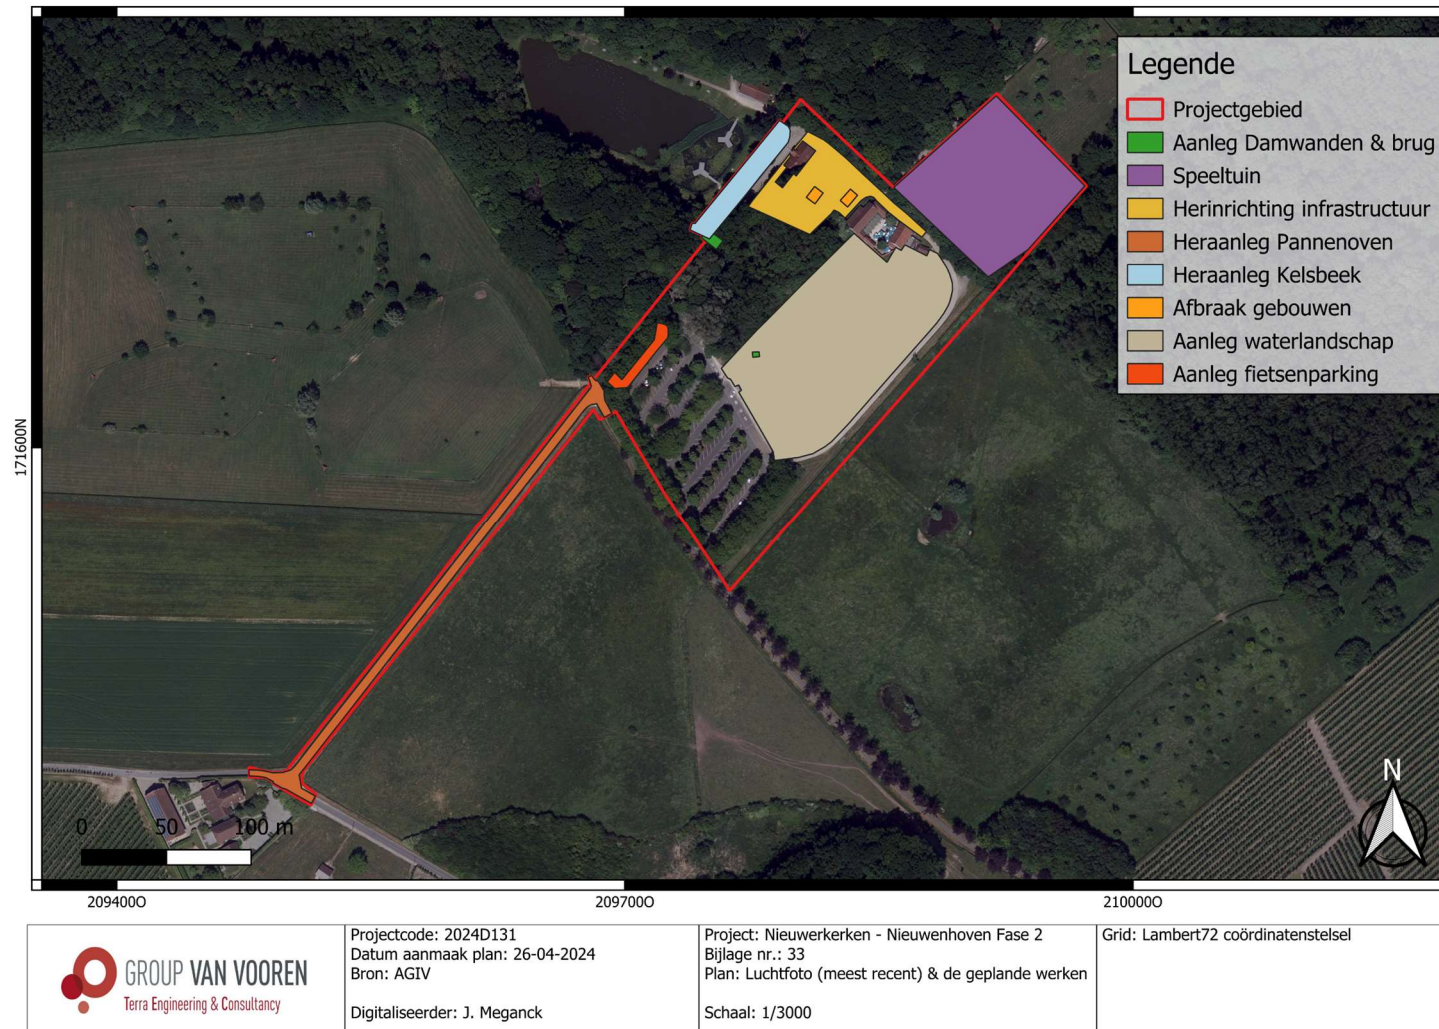 Legende
Projectgebied
Aanleg Damwanden & brug
Speeltuin
Herinrichting infrastructuur
Heraanleg Pannenoven
Heraanleg Kelsbeek
Afbraak gebouwen
Aanleg waterlandschap
Aanleg fietsenparking
171600N
N
0 50 100 m
209400O 209700O 210000O
GROUP VAN VOOREN
Terra Engineering & Consultancy
Projectcode: 2024D131
Datum aanmaak plan: 26-04-2024
Bron: AGIV
Digitaliseerder: J. Meganck
Project: Nieuwerkerken - Nieuwenhoven Fase 2
Bijlage nr.: 33
Plan: Luchtfoto (meest recent) & de geplande werken
Schaal: 1/3000
Grid: Lambert72 coördinatenstelsel